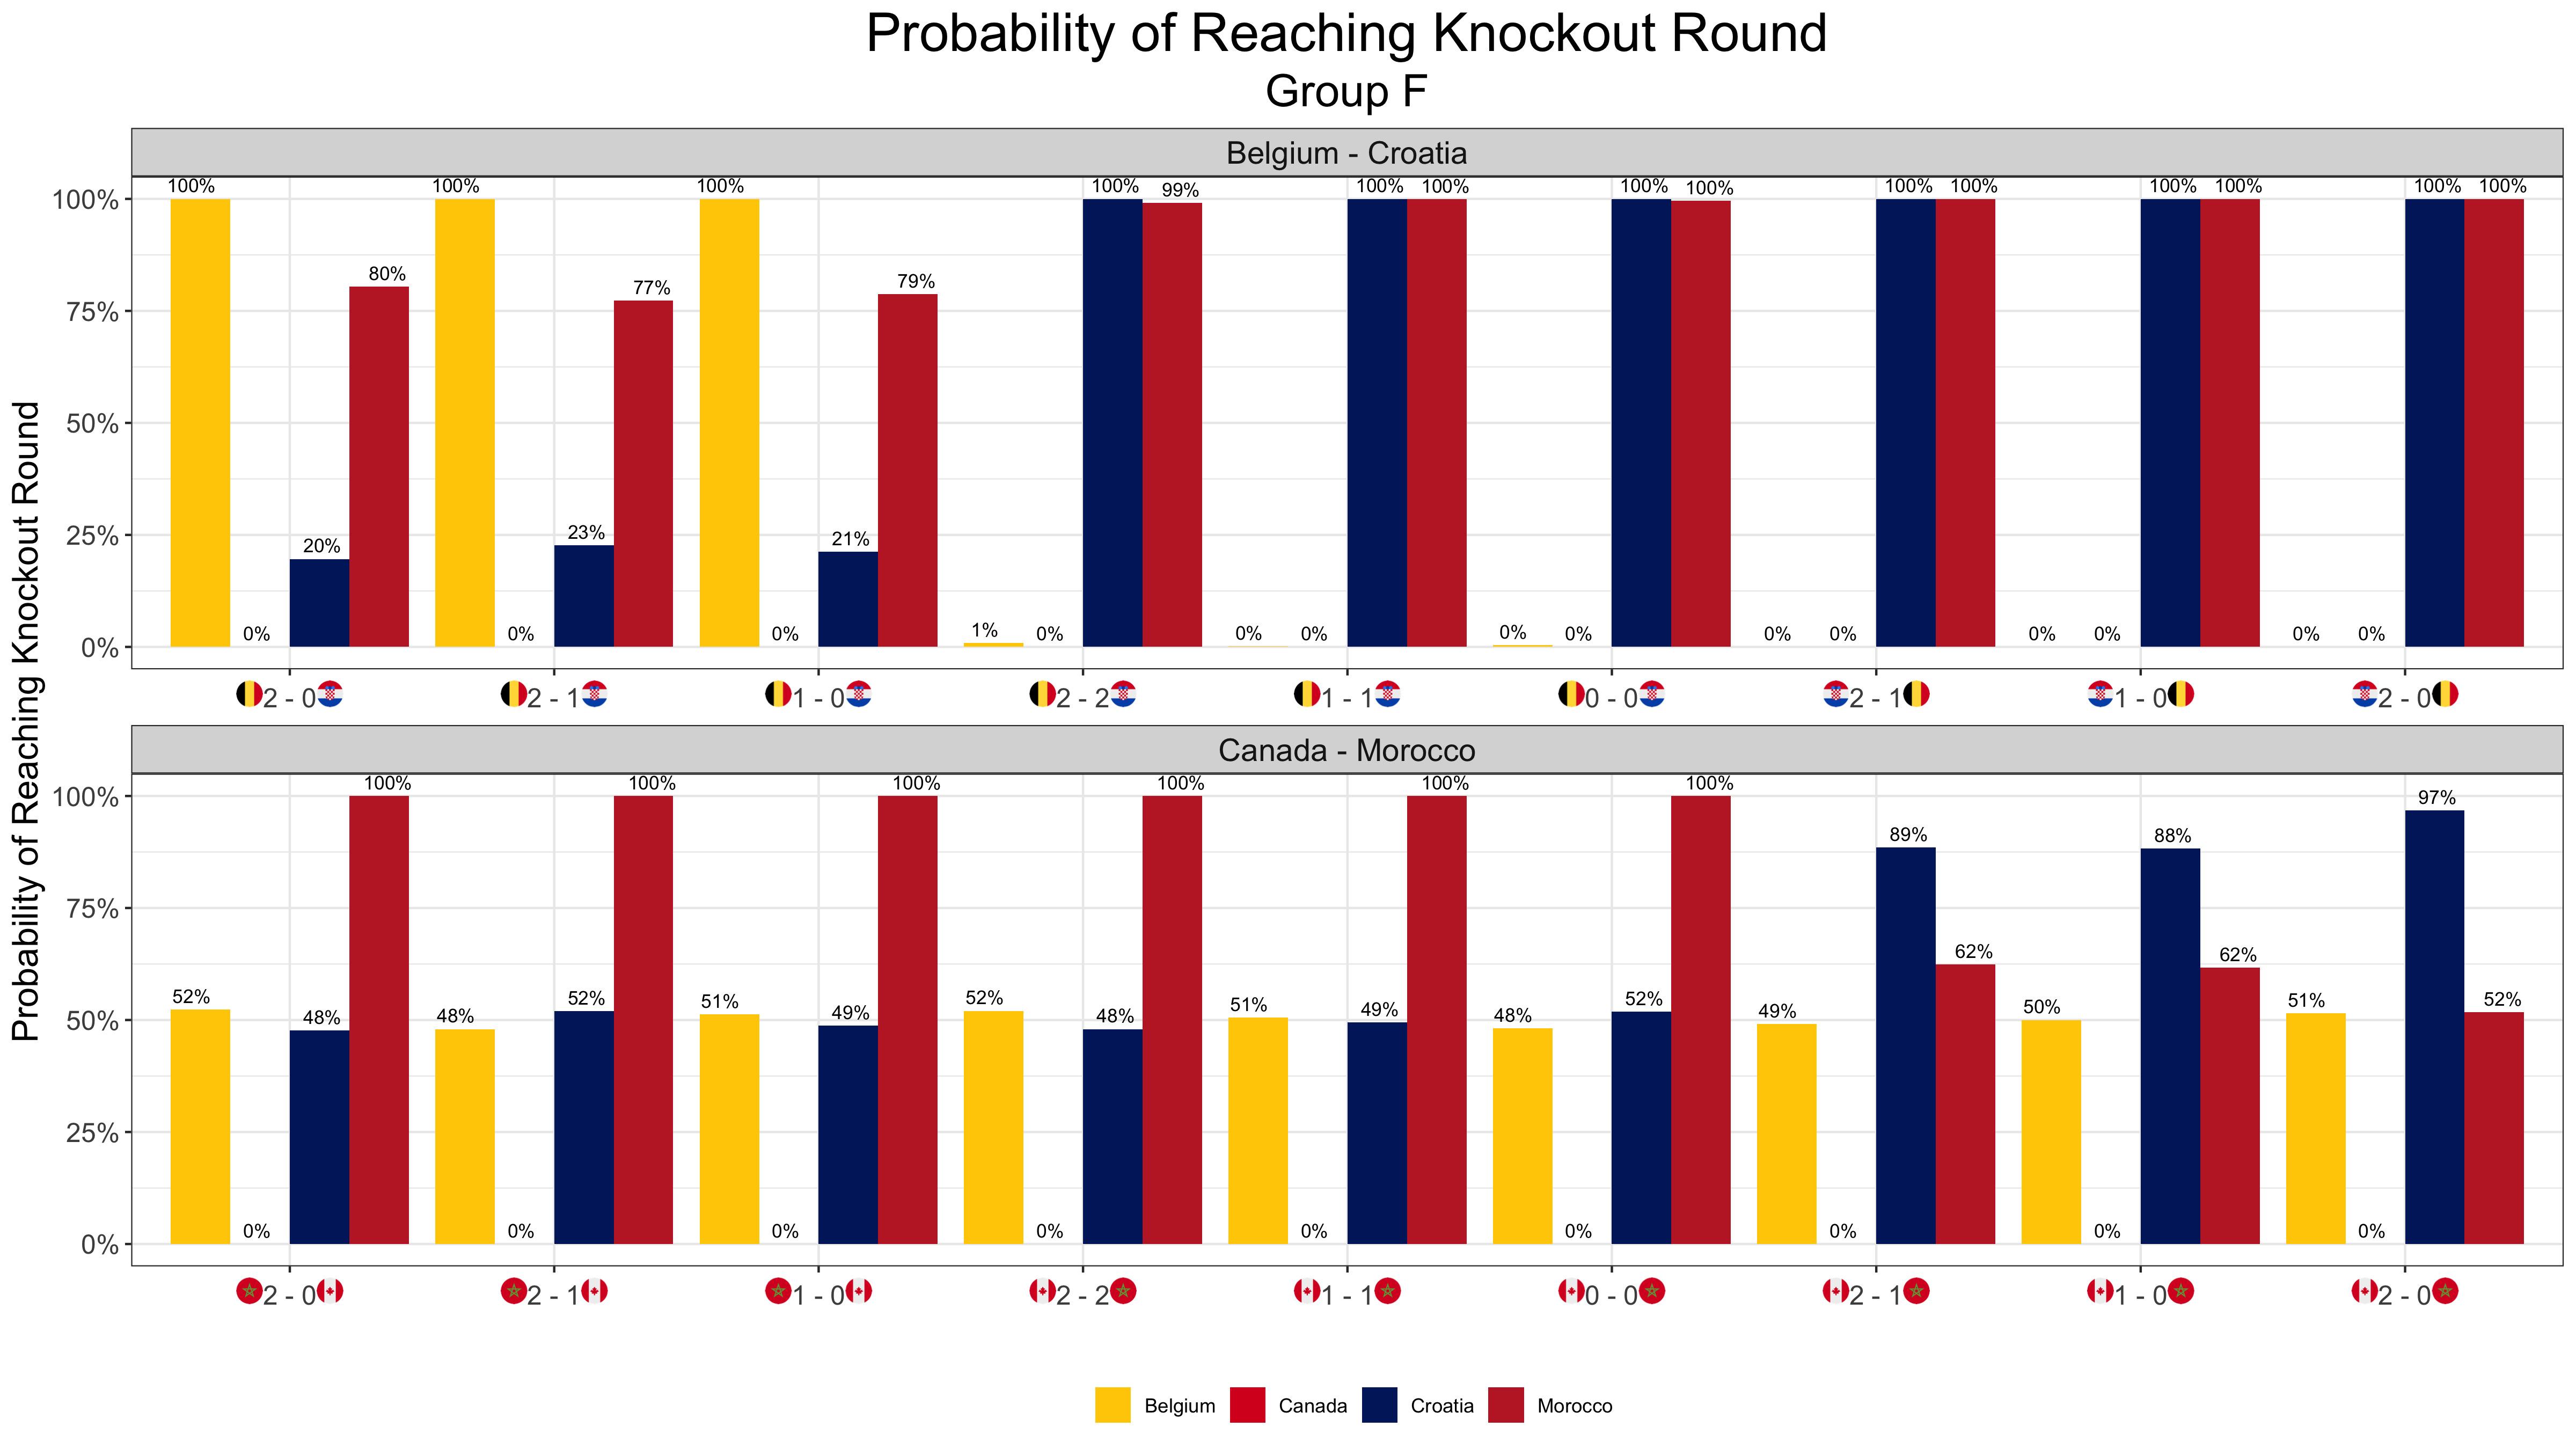 Probability of Reaching Knockout Round
Group F
Probability of Reaching Knockout Round
Belgium - Croatia
100%
75%
50%
25%
0%
100% 0% 20% 80%
100% 0% 23% 77%
100% 0% 21% 79%
1% 0% 100% 99%
0% 0% 100% 100%
0% 0% 100% 100%
0% 0% 100% 100%
0% 0% 100% 100%
0% 0% 100% 100%
2 - 0 2 - 1 1 - 0 2 - 2 1 - 1 0 - 0 2 - 1 1 - 0 2 - 0
Canada - Morocco
100%
75%
50%
25%
0%
52% 0% 48% 100%
48% 0% 52% 100%
51% 0% 49% 100%
52% 0% 48% 100%
51% 0% 49% 100%
48% 0% 52% 100%
49% 0% 89% 62%
50% 0% 88% 62%
51% 0% 97% 52%
2 - 0 2 - 1 1 - 0 2 - 2 1 - 1 0 - 0 2 - 1 1 - 0 2 - 0
Belgium Canada Croatia Morocco